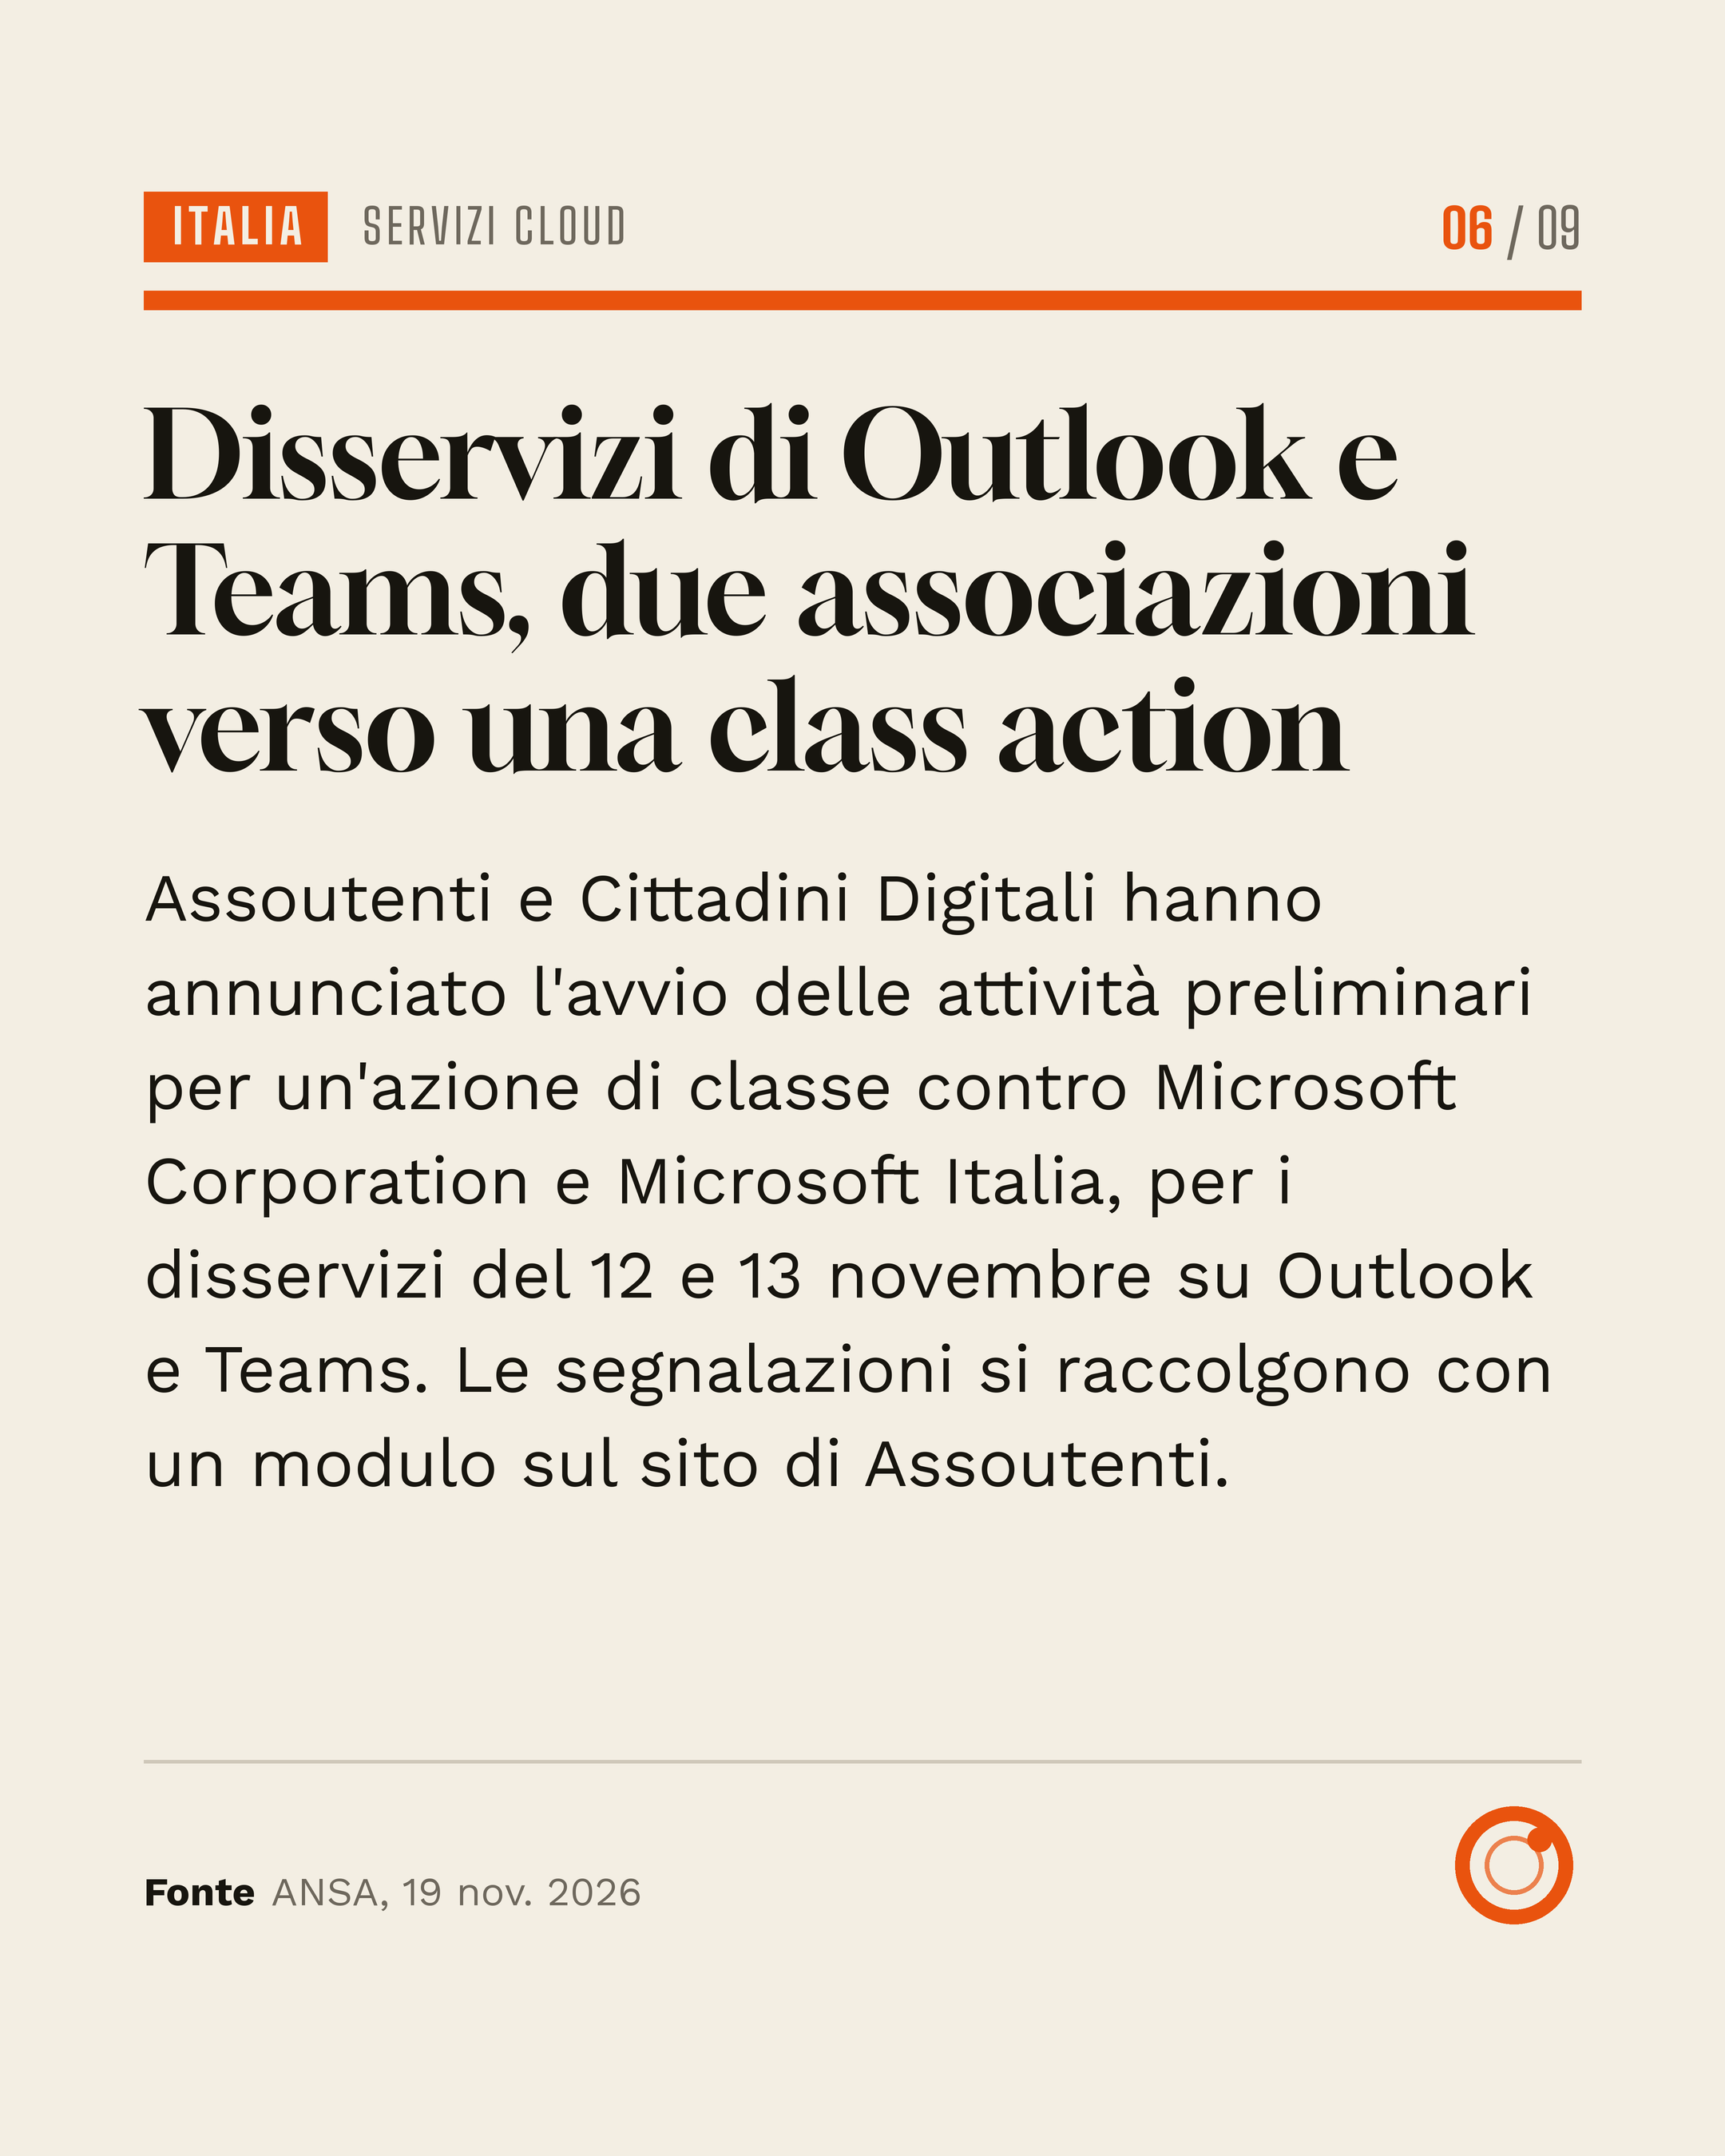 ITALIA SERVIZI CLOUD 06 / 09
Disservizi di Outlook e
Teams, due associazioni
verso una class action
Assoutenti e Cittadini Digitali hanno
annunciato l'avvio delle attività preliminari
per un'azione di classe contro Microsoft
Corporation e Microsoft Italia, per i
disservizi del 12 e 13 novembre su Outlook
e Teams. Le segnalazioni si raccolgono con
un modulo sul sito di Assoutenti.
Fonte ANSA, 19 nov. 2026